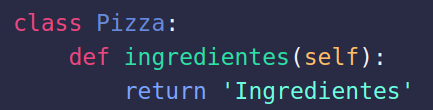 class Pizza:
    def ingredientes(self):
        return 'Ingredientes'